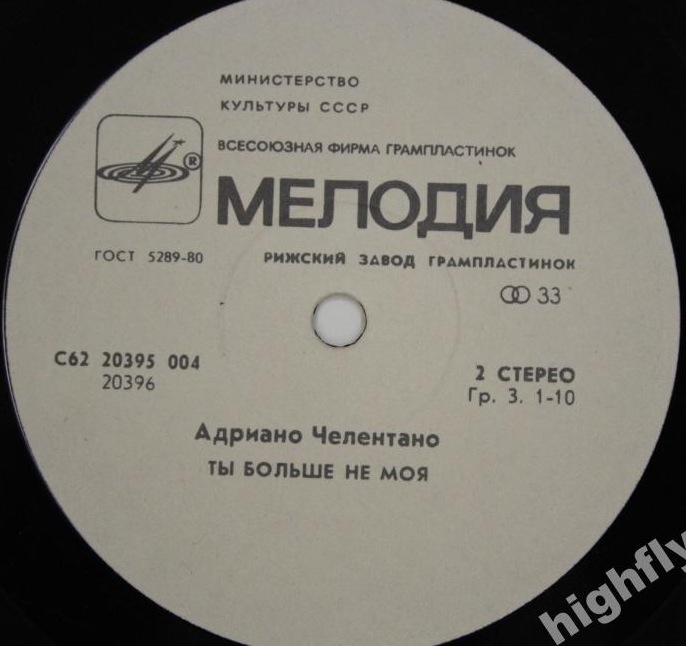 МИНИСТЕРСТВО
КУЛЬТУРЫ СССР
ВСЕСОЮЗНАЯ ФИРМА ГРАМПЛАСТИНОК
®
МЕЛОДИЯ
ГОСТ 5289-80
РИЖСКИЙ ЗАВОД ГРАМПЛАСТИНОК
33
С62 20395 004
20396
2 СТЕРЕО
Гр. 3. 1-10
Адриано Челентано
ТЫ БОЛЬШЕ НЕ МОЯ
highfly